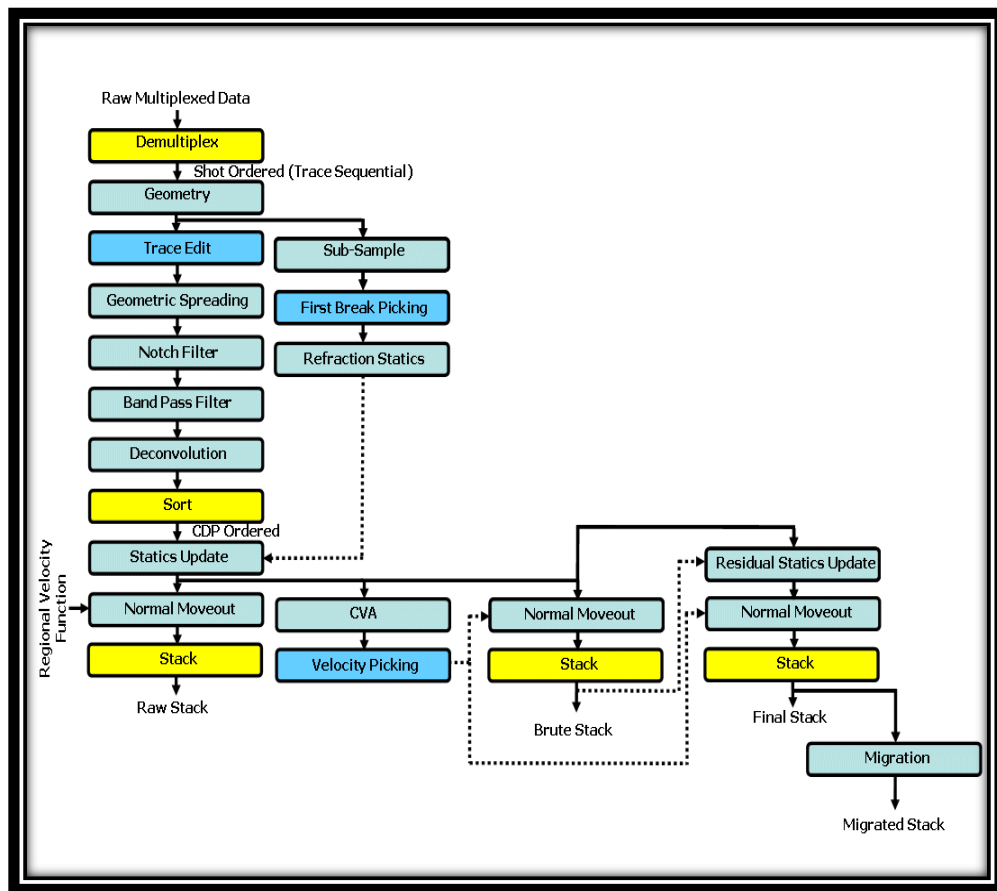 Raw Multiplexed Data
Demultiplex
Shot Ordered (Trace Sequential)
Geometry
Trace Edit
Sub-Sample
Geometric Spreading
First Break Picking
Notch Filter
Refraction Statics
Band Pass Filter
Deconvolution
Sort
CDP Ordered
Statics Update
Residual Statics Update
Regional Velocity
Function
Normal Moveout
CVA
Normal Moveout
Normal Moveout
Stack
Velocity Picking
Stack
Stack
Raw Stack
Brute Stack
Final Stack
Migration
Migrated Stack